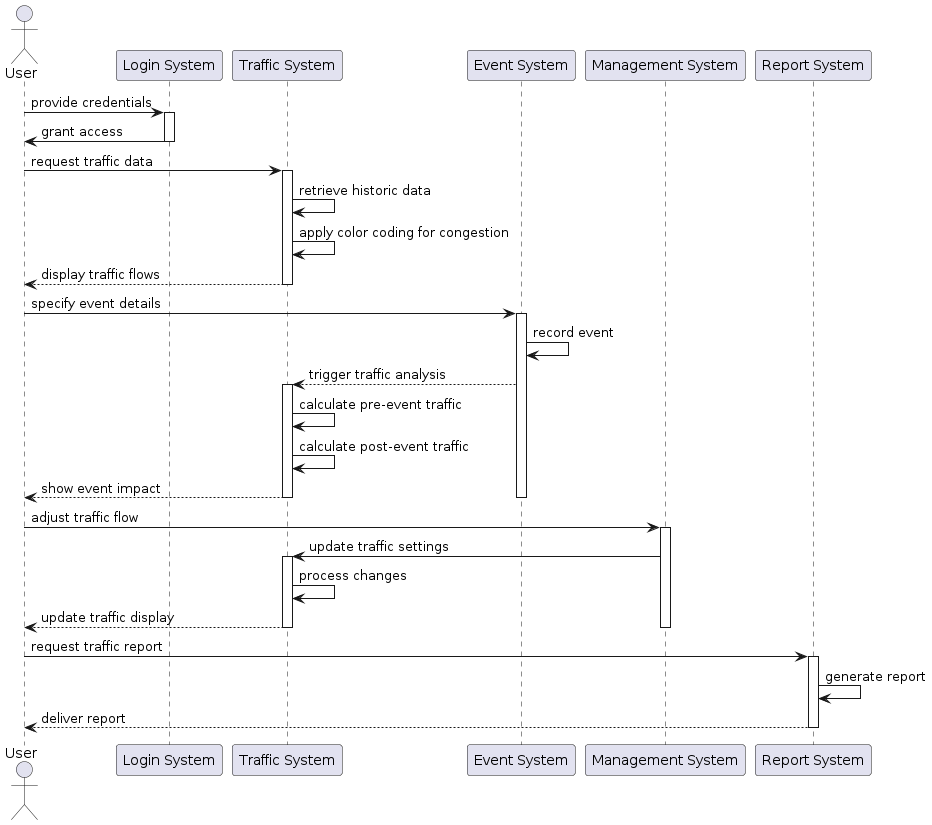 User
Login System
Traffic System
Event System
Management System
Report System
provide credentials
grant access
request traffic data
retrieve historic data
apply color coding for congestion
display traffic flows
specify event details
record event
trigger traffic analysis
calculate pre-event traffic
calculate post-event traffic
show event impact
adjust traffic flow
update traffic settings
process changes
update traffic display
request traffic report
generate report
deliver report
User
Login System
Traffic System
Event System
Management System
Report System